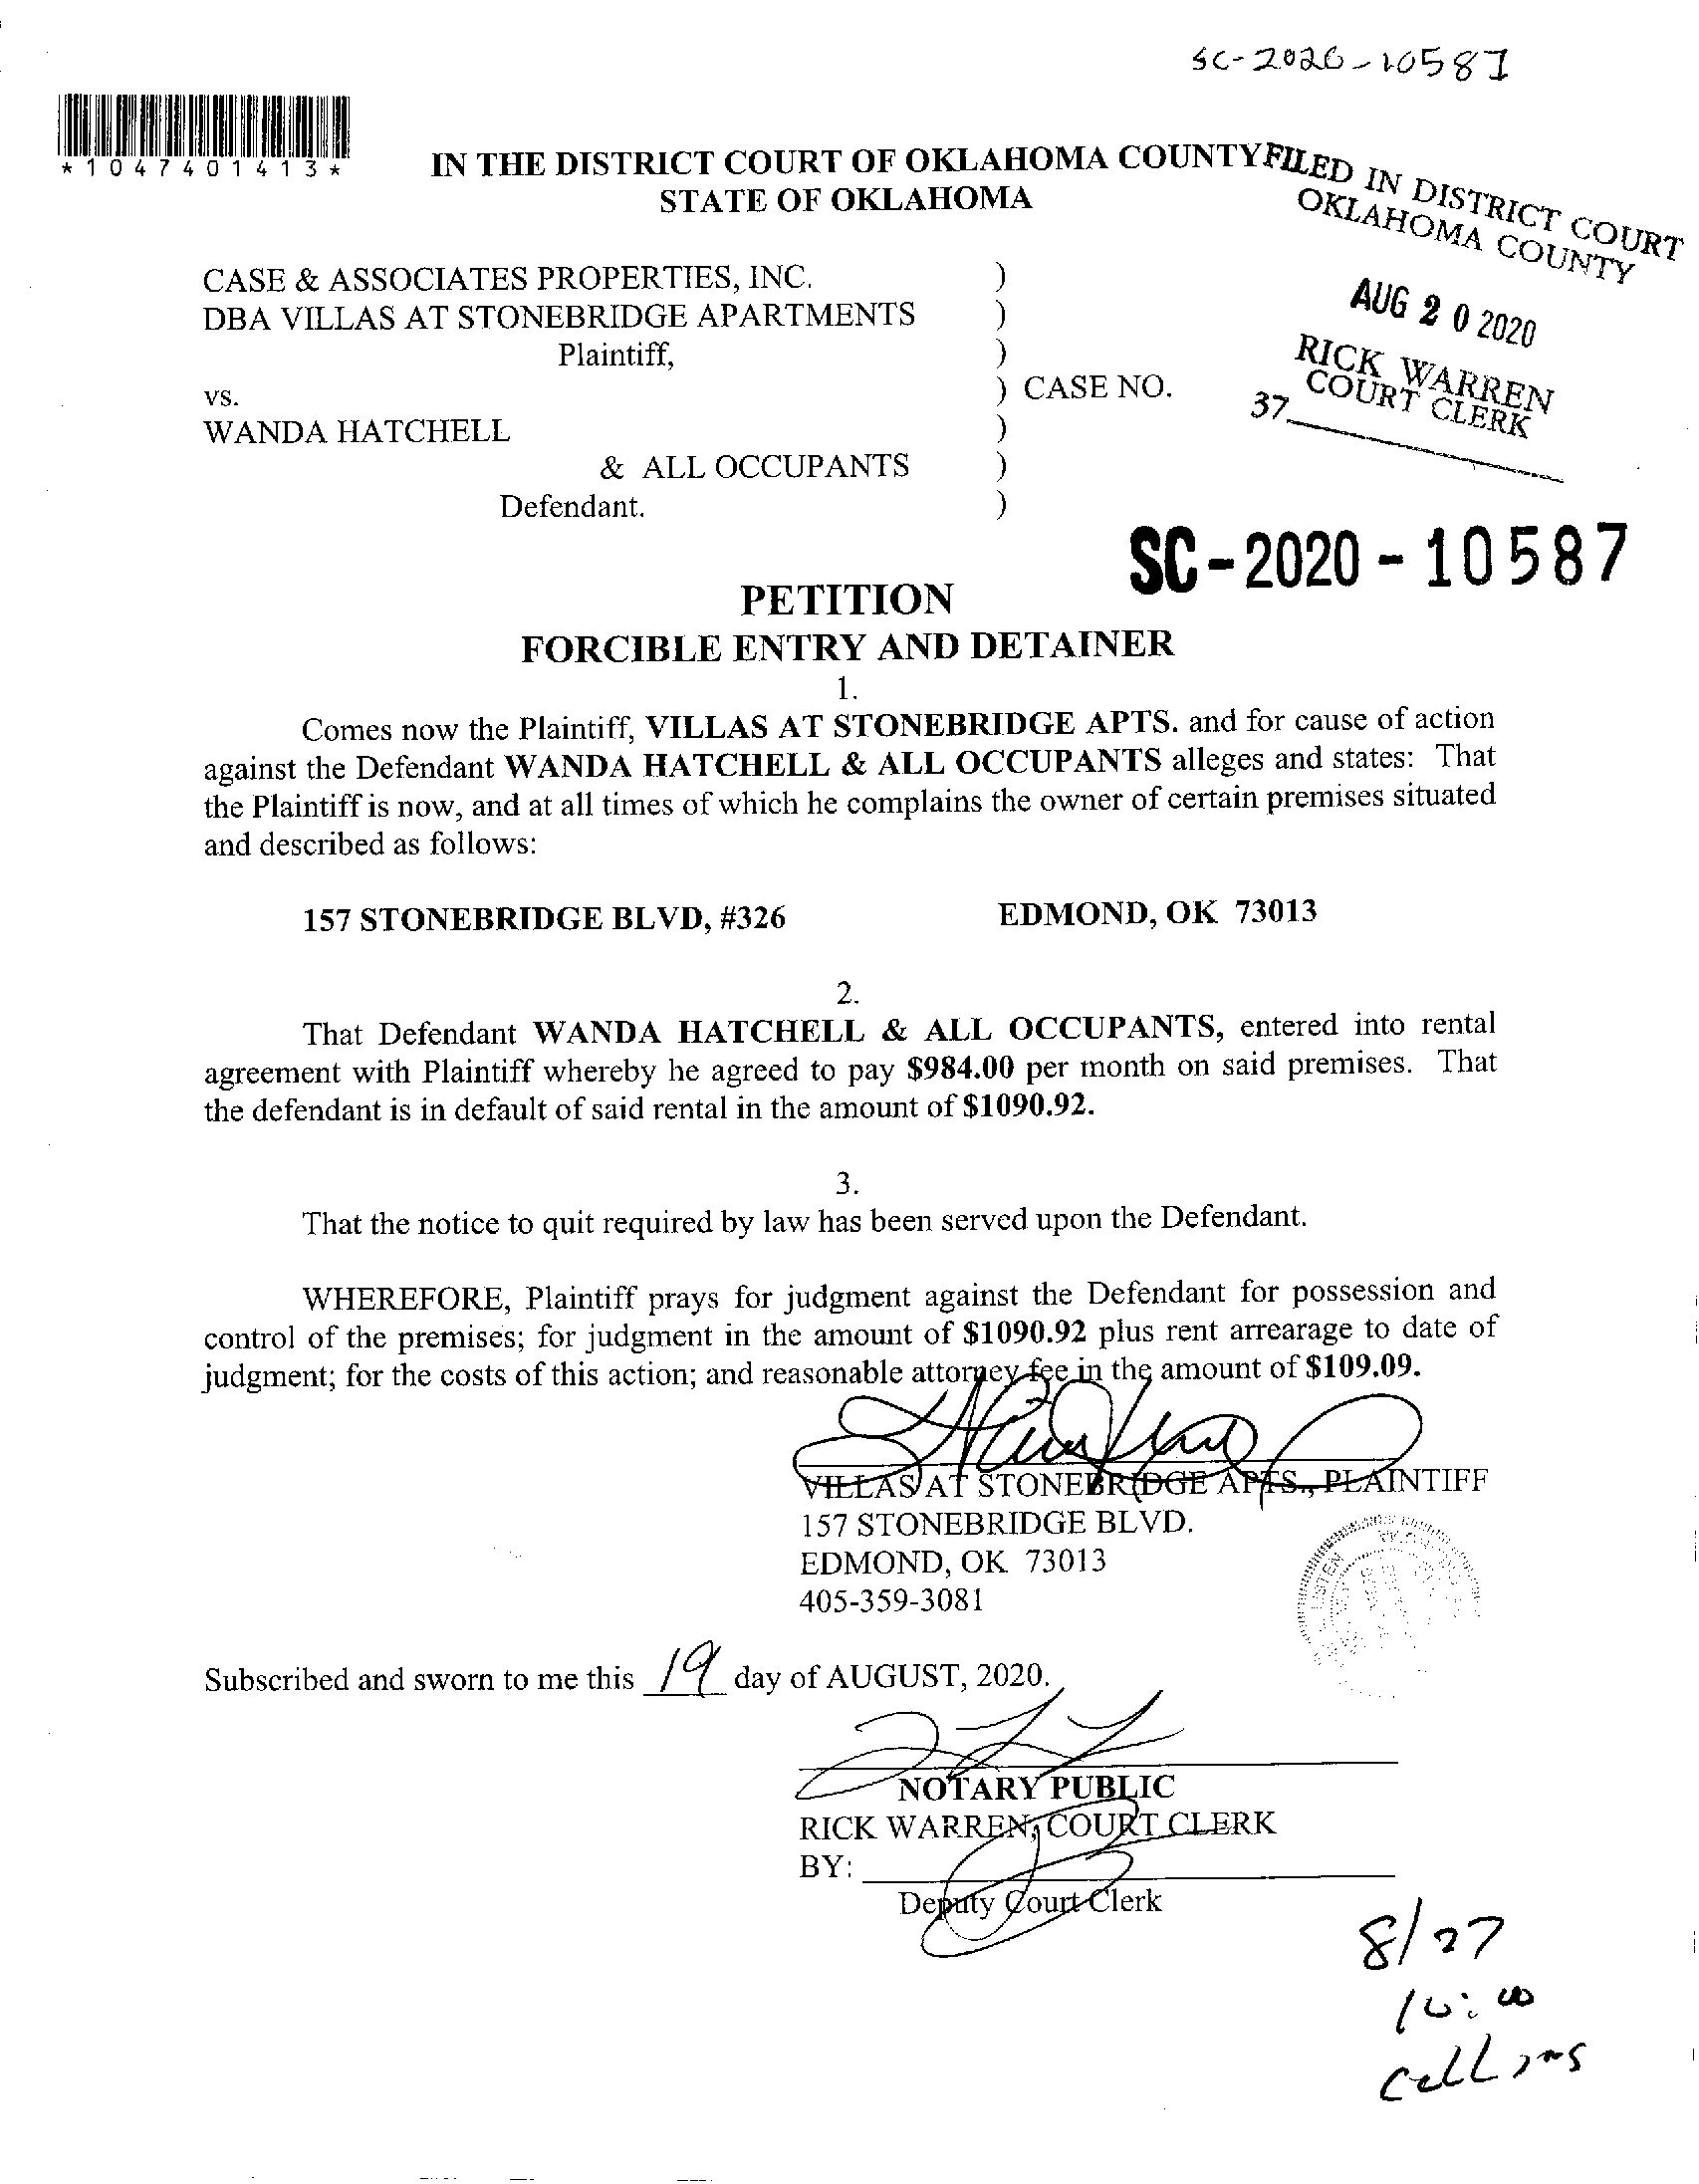 SC-2020-10587
*1047401413*
IN THE DISTRICT COURT OF OKLAHOMA COUNTY
STATE OF OKLAHOMA
FILED IN DISTRICT COURT
OKLAHOMA COUNTY
AUG 20 2020
RICK WARREN
COURT CLERK
37
CASE & ASSOCIATES PROPERTIES, INC. )
DBA VILLAS AT STONEBRIDGE APARTMENTS )
Plaintiff, )
vs. ) CASE NO.
WANDA HATCHELL )
& ALL OCCUPANTS )
Defendant. )
SC-2020-10587
PETITION
FORCIBLE ENTRY AND DETAINER
1.
Comes now the Plaintiff, VILLAS AT STONEBRIDGE APTS. and for cause of action
against the Defendant WANDA HATCHELL & ALL OCCUPANTS alleges and states: That
the Plaintiff is now, and at all times of which he complains the owner of certain premises situated
and described as follows:
157 STONEBRIDGE BLVD, #326 EDMOND, OK 73013
2.
That Defendant WANDA HATCHELL & ALL OCCUPANTS, entered into rental
agreement with Plaintiff whereby he agreed to pay $984.00 per month on said premises. That
the defendant is in default of said rental in the amount of $1090.92.
3.
That the notice to quit required by law has been served upon the Defendant.
WHEREFORE, Plaintiff prays for judgment against the Defendant for possession and
control of the premises; for judgment in the amount of $1090.92 plus rent arrearage to date of
judgment; for the costs of this action; and reasonable attorney fee in the amount of $109.09.
VILLAS AT STONEBRIDGE APTS., PLAINTIFF
157 STONEBRIDGE BLVD.
EDMOND, OK 73013
405-359-3081
Subscribed and sworn to me this 19 day of AUGUST, 2020.
NOTARY PUBLIC
RICK WARREN, COURT CLERK
BY:
Deputy Court Clerk
8/27
10:00
Collins